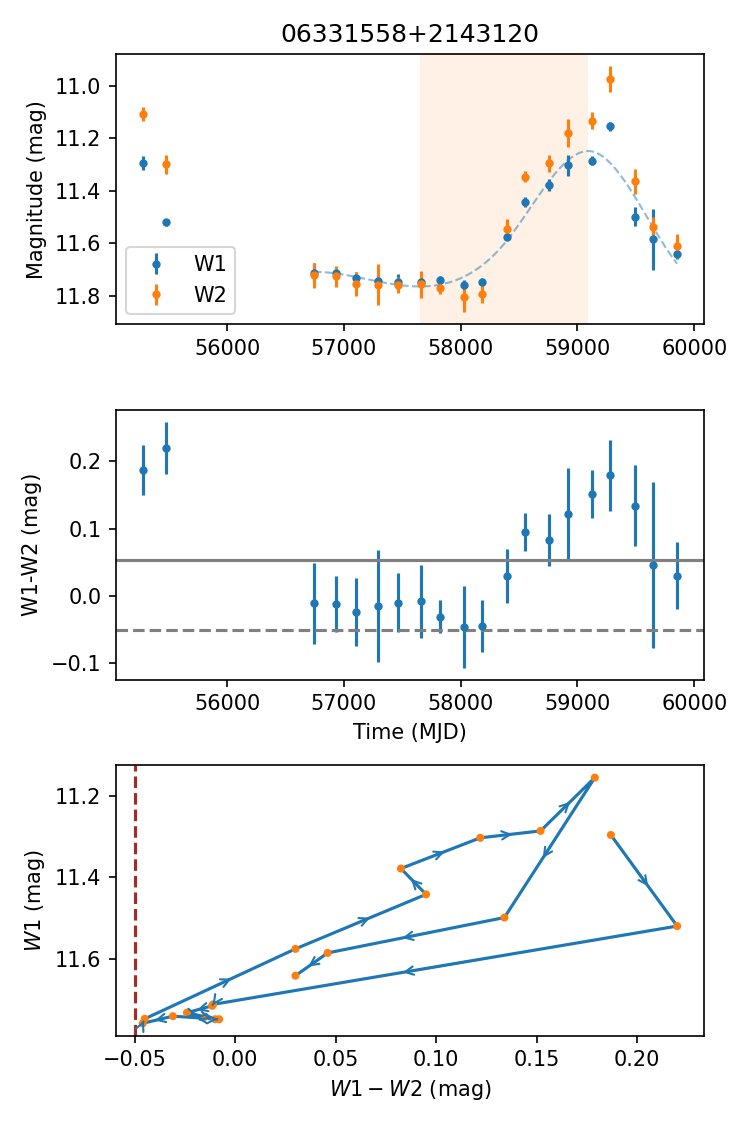 06331558+2143120
Magnitude (mag)
11.0
11.2
11.4
11.6
11.8
W1
W2
56000 57000 58000 59000 60000
W1-W2 (mag)
0.2
0.1
0.0
−0.1
56000 57000 58000 59000 60000
Time (MJD)
W1 (mag)
11.2
11.4
11.6
−0.05 0.00 0.05 0.10 0.15 0.20
W1 − W2 (mag)